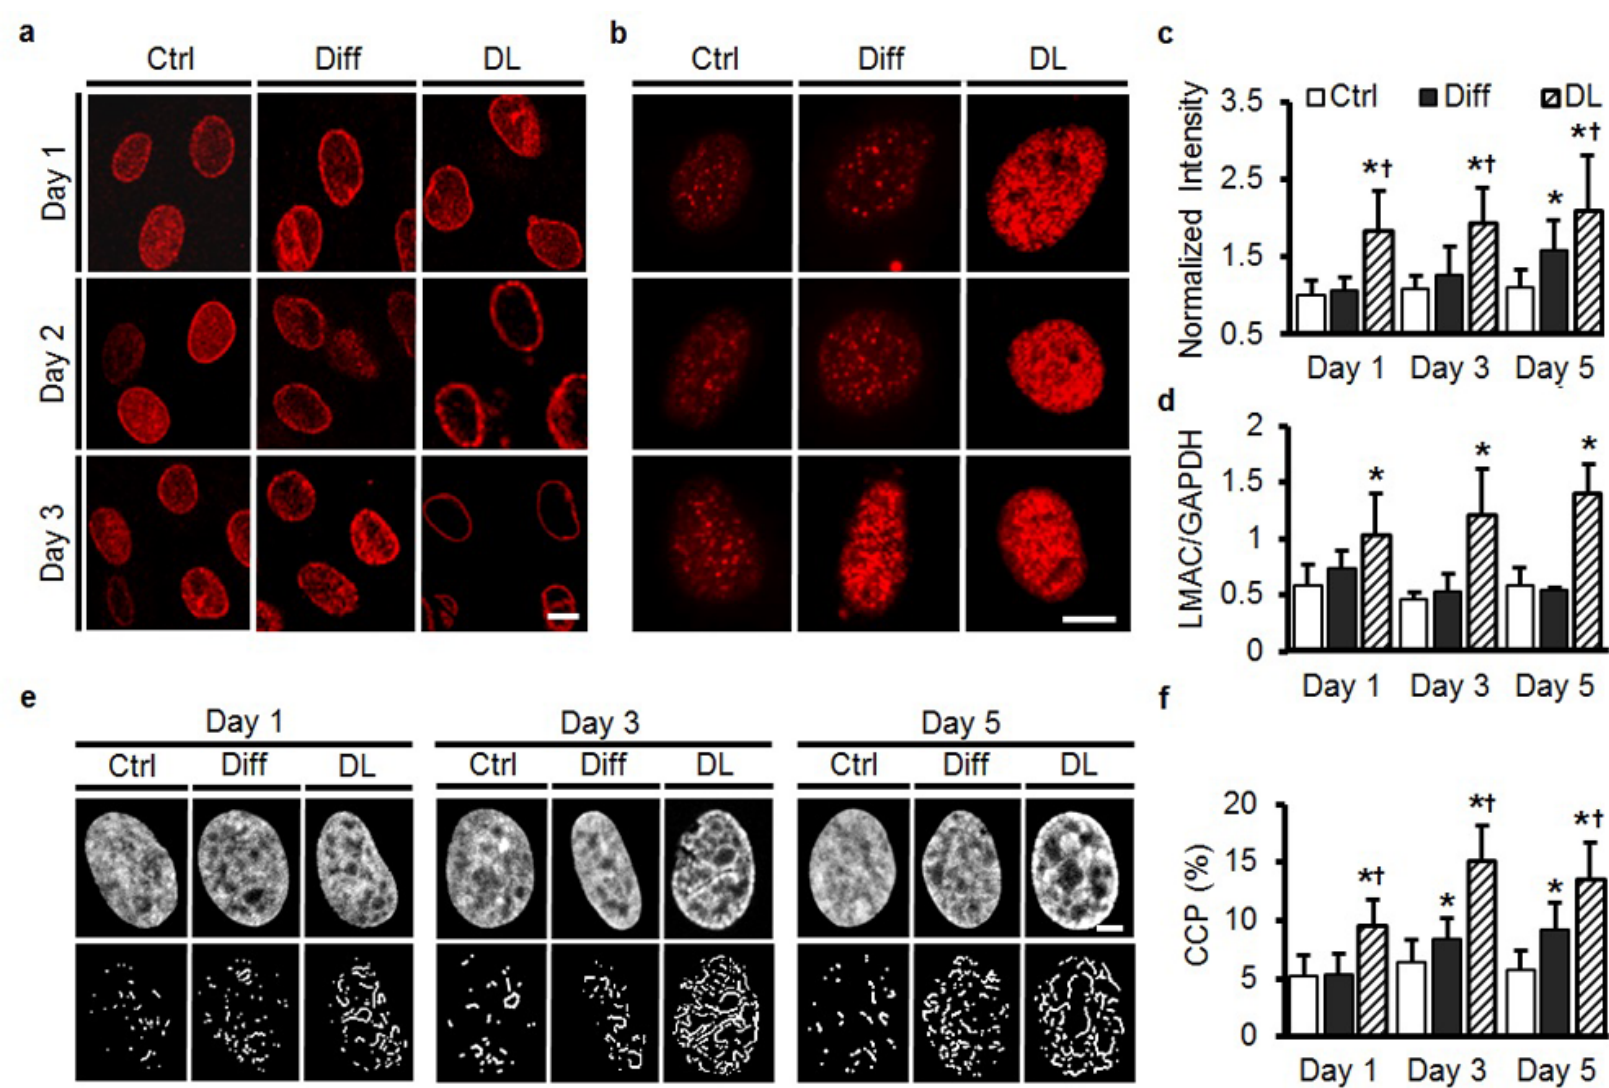 a
Ctrl Diff DL
Day 1
Day 2
Day 3
b
Ctrl Diff DL
c
Normalized Intensity
Ctrl Diff DL
3.5
2.5
1.5
0.5
*† *† * *†
Day 1 Day 3 Day 5
d
LMAC/GAPDH
2
1.5
1
0.5
0
* * *
Day 1 Day 3 Day 5
e
Day 1 Day 3 Day 5
Ctrl Diff DL Ctrl Diff DL Ctrl Diff DL
f
CCP (%)
20
15
10
5
0
*† * *† * *†
Day 1 Day 3 Day 5